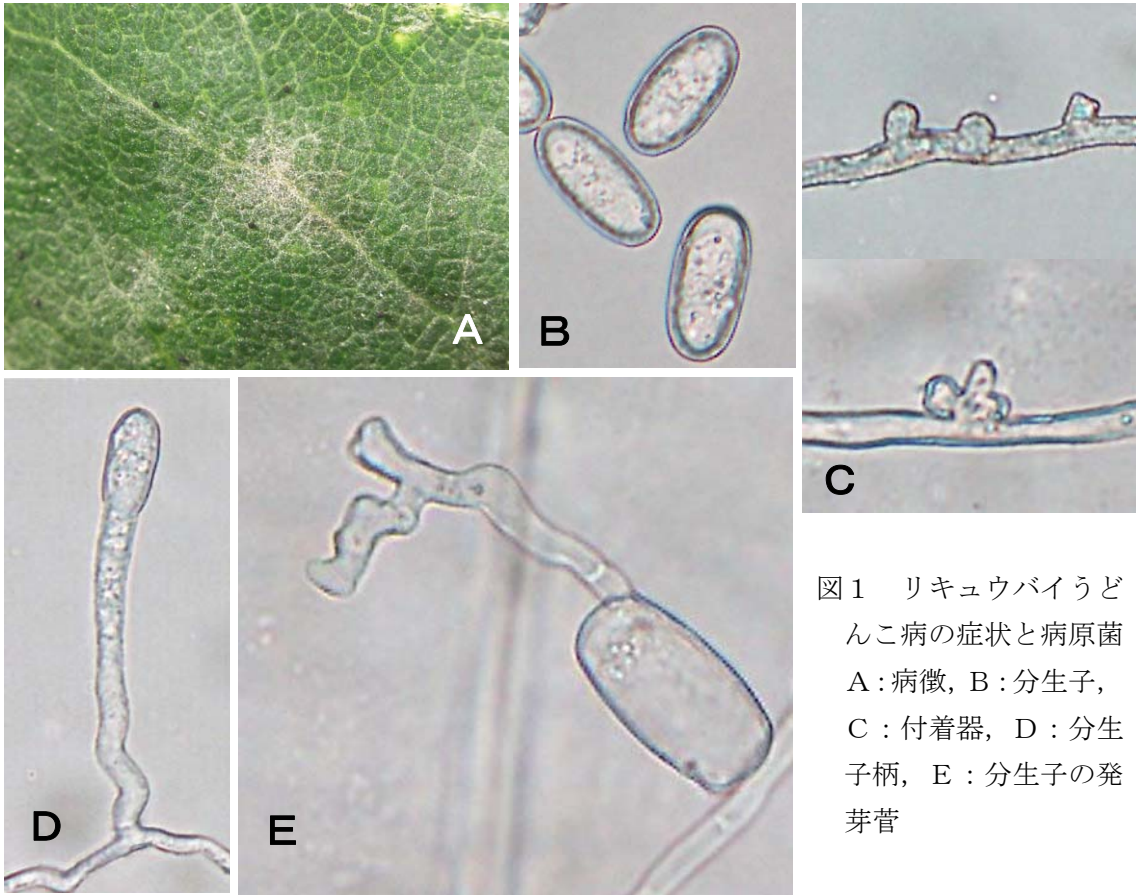 A
B
C
D
E
図1 リキュウバイうど
んこ病の症状と病原菌
A:病徴, B:分生子,
C:付着器, D:分生
子柄, E:分生子の発
芽菅